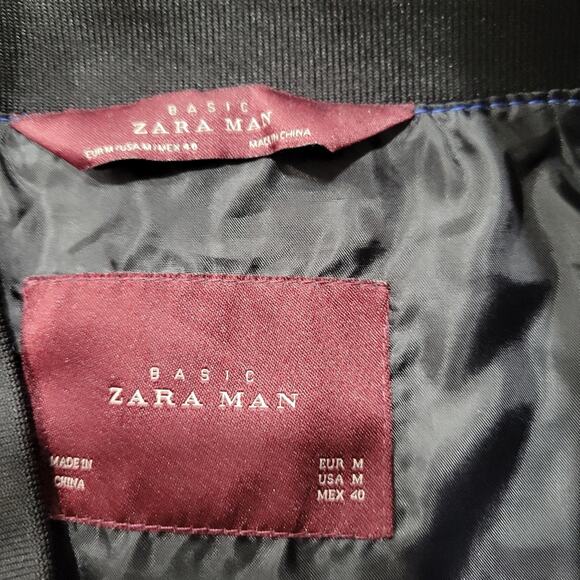 BASIC
ZARA MAN
EUR M/USA M/MEX 40
MADE IN CHINA
BASIC
ZARA MAN
MADE IN
CHINA
EUR M
USA M
MEX 40